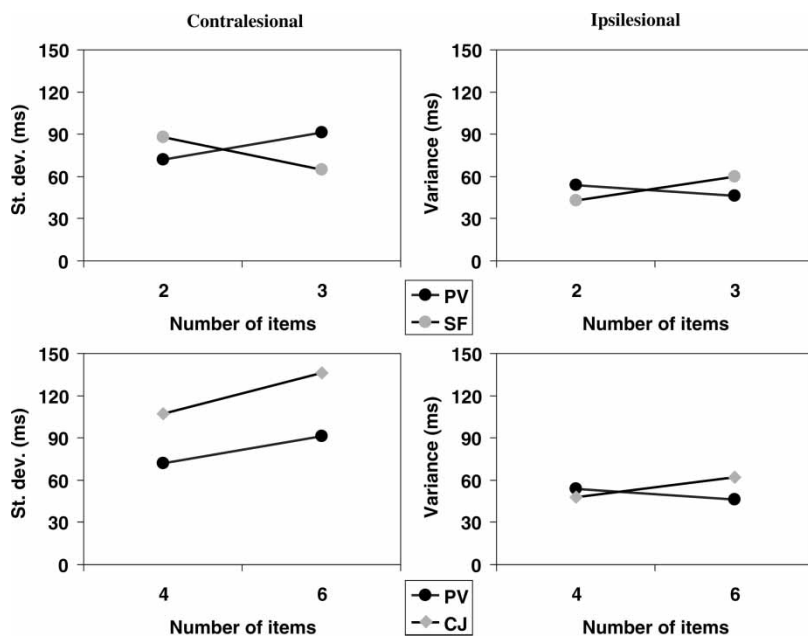 Contralesional
Ipsilesional
St. dev. (ms)
150
120
90
60
30
0
2 3
Number of items
Variance (ms)
150
120
90
60
30
0
2 3
Number of items
PV
SF
St. dev. (ms)
150
120
90
60
30
0
4 6
Number of items
Variance (ms)
150
120
90
60
30
0
4 6
Number of items
PV
CJ